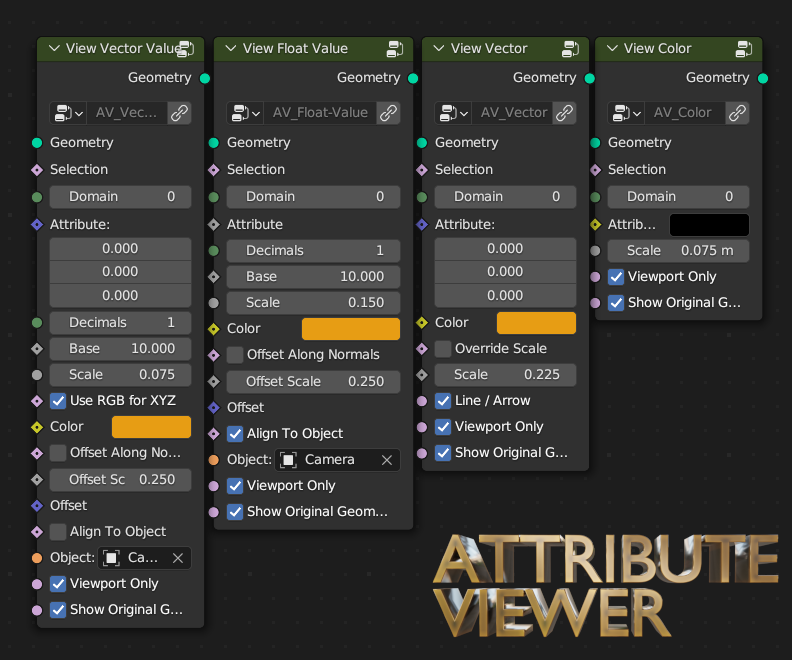 View Vector Value
Geometry
AV_Vec...
Geometry
Selection
Domain 0
Attribute:
0.000
0.000
0.000
Decimals 1
Base 10.000
Scale 0.075
Use RGB for XYZ
Color
Offset Along No...
Offset Sc 0.250
Offset
Align To Object
Object: Ca...
Viewport Only
Show Original G...
View Float Value
Geometry
AV_Float-Value
Geometry
Selection
Domain 0
Attribute
Decimals 1
Base 10.000
Scale 0.150
Color
Offset Along Normals
Offset Scale 0.250
Offset
Align To Object
Object: Camera
Viewport Only
Show Original Geom...
View Vector
Geometry
AV_Vector
Geometry
Selection
Domain 0
Attribute:
0.000
0.000
0.000
Color
Override Scale
Scale 0.225
Line / Arrow
Viewport Only
Show Original G...
View Color
Geometry
AV_Color
Geometry
Selection
Domain 0
Attrib...
Scale 0.075 m
Viewport Only
Show Original G...
ATTRIBUTE
VIEWER